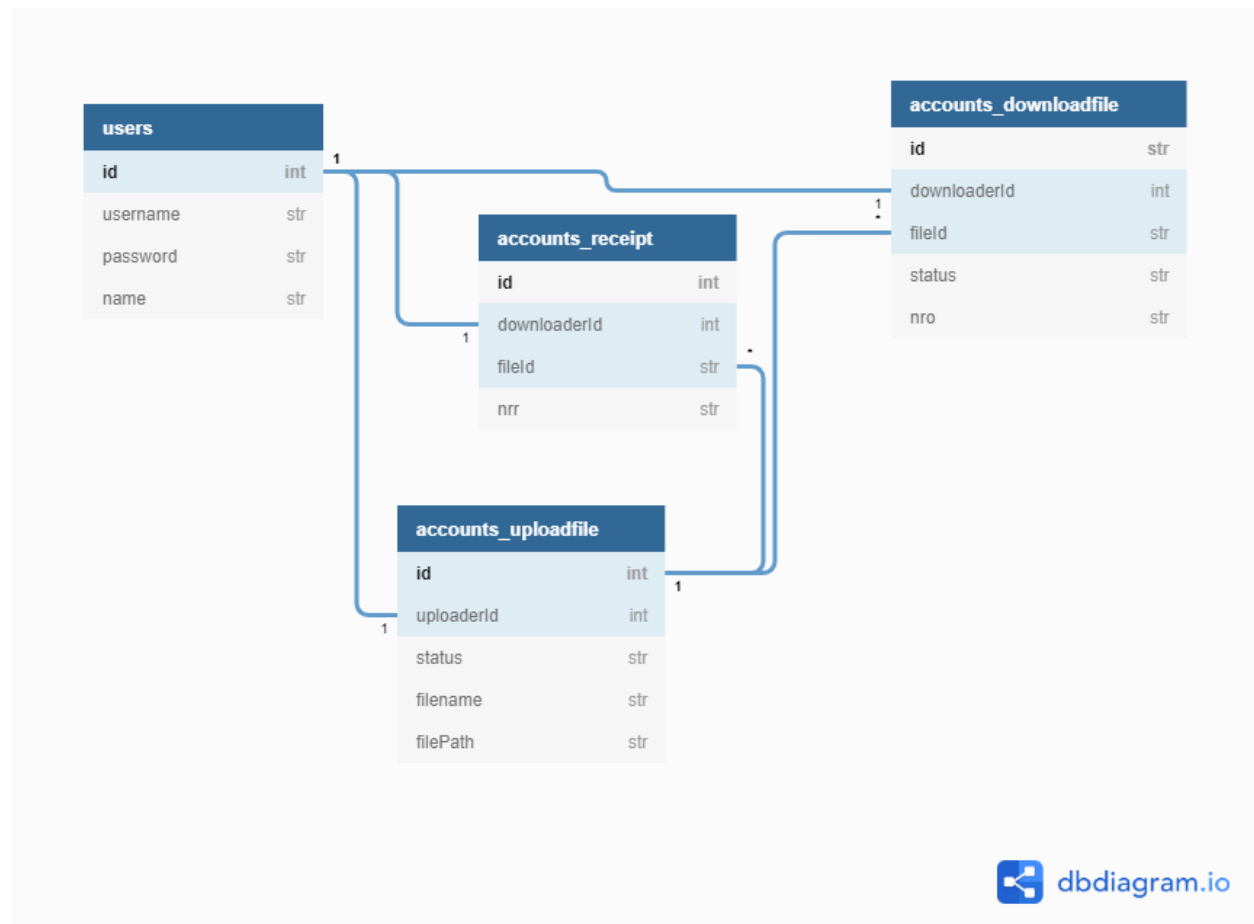 users
id int
username str
password str
name str
1
accounts_receipt
id int
downloaderId int
fileId str
nrr str
1
*
accounts_downloadfile
id str
downloaderId int
fileId str
status str
nro str
1
*
accounts_uploadfile
id int
uploaderId int
status str
filename str
filePath str
1
1
dbdiagram.io